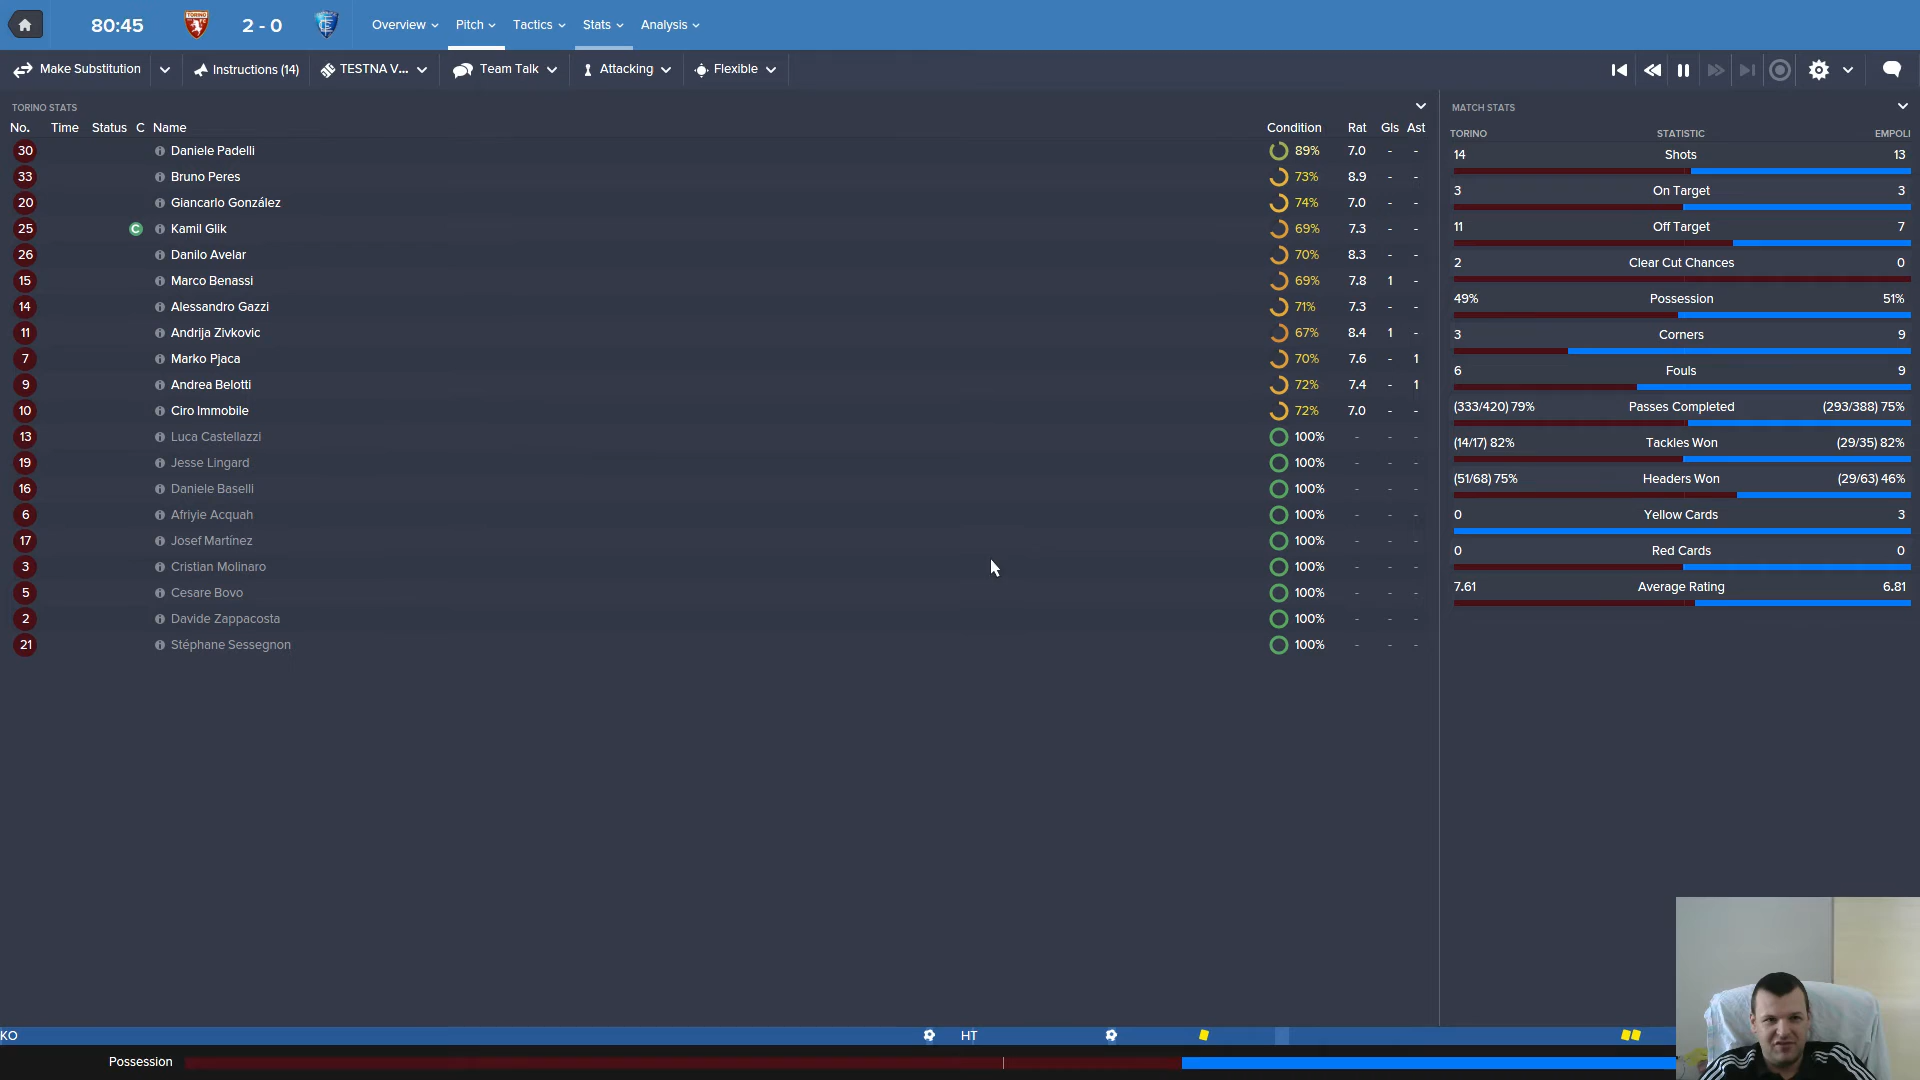 80:45 TORINO 2 - 0 Overview Pitch Tactics Stats Analysis
Make Substitution Instructions (14) TESTNA V... Team Talk Attacking Flexible
TORINO STATS
No. Time Status C Name Condition Rat Gls Ast
30 Daniele Padelli 89% 7.0 - -
33 Bruno Peres 73% 8.9 - -
20 Giancarlo González 74% 7.0 - -
25 C Kamil Glik 69% 7.3 - -
26 Danilo Avelar 70% 8.3 - -
15 Marco Benassi 69% 7.8 1 -
14 Alessandro Gazzi 71% 7.3 - -
11 Andrija Zivkovic 67% 8.4 1 -
7 Marko Pjaca 70% 7.6 - 1
9 Andrea Belotti 72% 7.4 - 1
10 Ciro Immobile 72% 7.0 - -
13 Luca Castellazzi 100% - - -
19 Jesse Lingard 100% - - -
16 Daniele Baselli 100% - - -
6 Afriyie Acquah 100% - - -
17 Josef Martínez 100% - - -
3 Cristian Molinaro 100% - - -
5 Cesare Bovo 100% - - -
2 Davide Zappacosta 100% - - -
21 Stéphane Sessegnon 100% - - -
MATCH STATS
TORINO STATISTIC EMPOLI
14 Shots 13
3 On Target 3
11 Off Target 7
2 Clear Cut Chances 0
49% Possession 51%
3 Corners 9
6 Fouls 9
(333/420) 79% Passes Completed (293/388) 75%
(14/17) 82% Tackles Won (29/35) 82%
(51/68) 75% Headers Won (29/63) 46%
0 Yellow Cards 3
0 Red Cards 0
7.61 Average Rating 6.81
KO HT
Possession